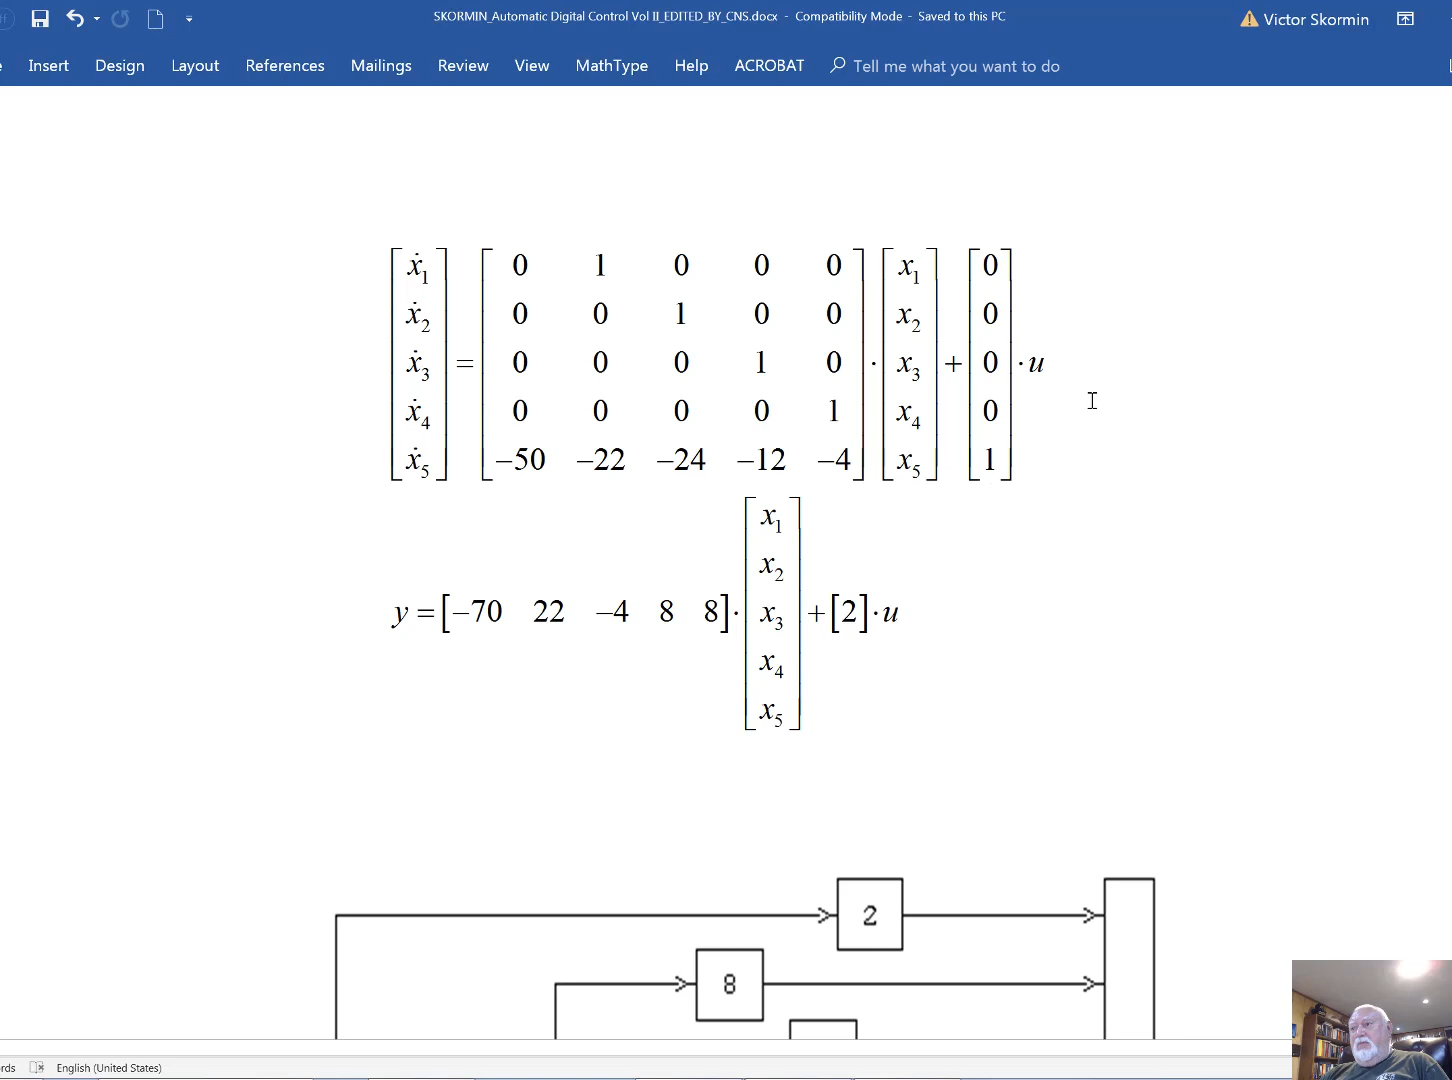 SKORMIN_Automatic Digital Control Vol II_EDITED_BY_CNS.docx - Compatibility Mode - Saved to this PC
Victor Skormin
Insert Design Layout References Mailings Review View MathType Help ACROBAT Tell me what you want to do
ẋ₁ 0 1 0 0 0 x₁ 0
ẋ₂ 0 0 1 0 0 x₂ 0
ẋ₃ = 0 0 0 1 0 · x₃ + 0 · u
ẋ₄ 0 0 0 0 1 x₄ 0
ẋ₅ −50 −22 −24 −12 −4 x₅ 1
x₁
x₂
y = [−70 22 −4 8 8] · x₃ + [2] · u
x₄
x₅
2
8
rds English (United States)